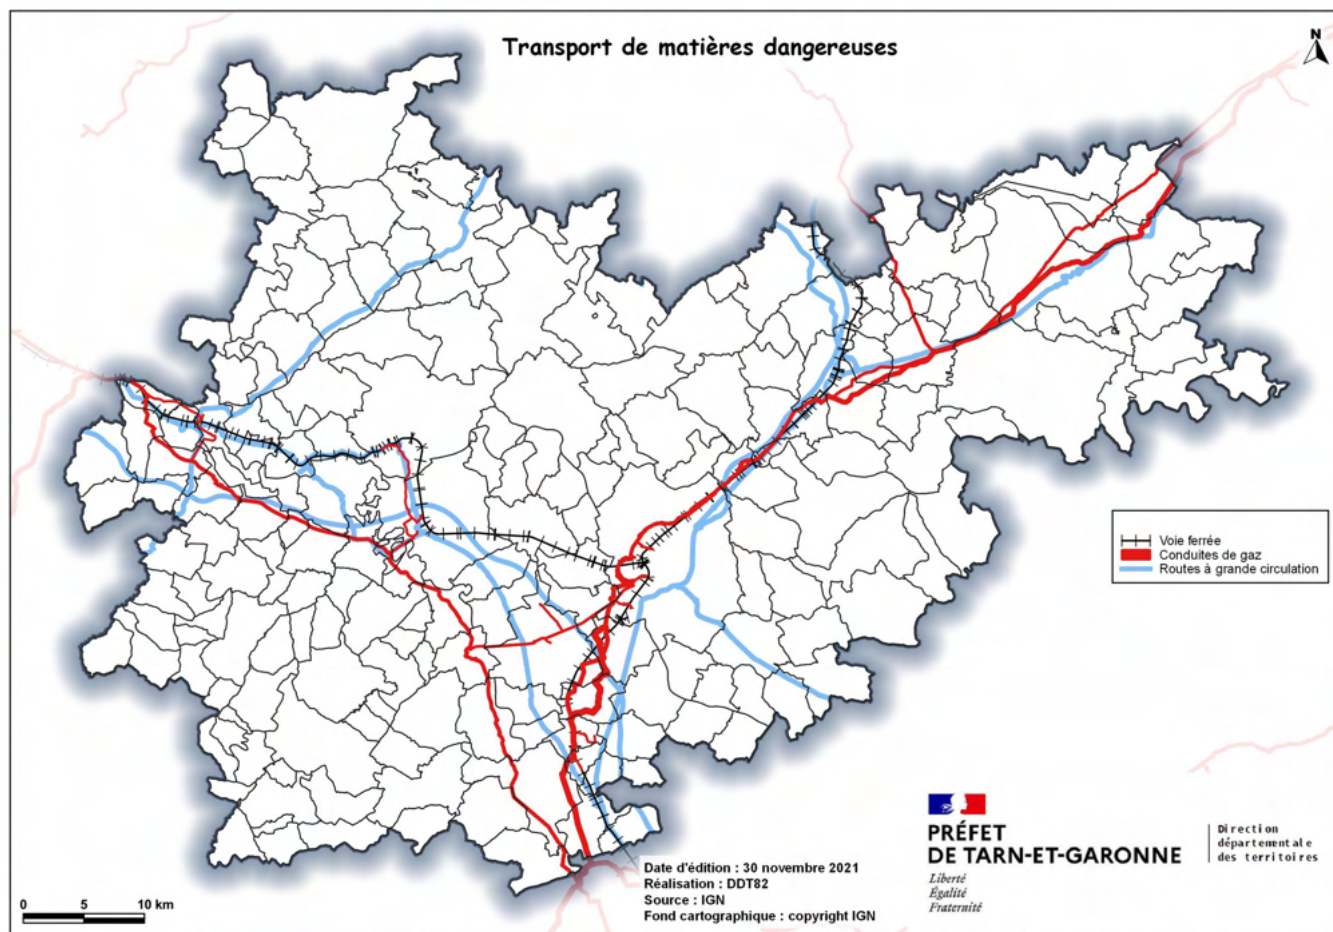 Transport de matières dangereuses
N
Voie ferrée
Conduites de gaz
Routes à grande circulation
PRÉFET
DE TARN-ET-GARONNE
Liberté
Égalité
Fraternité
Direction
départementale
des territoires
Date d'édition : 30 novembre 2021
Réalisation : DDT82
Source : IGN
Fond cartographique : copyright IGN
0 5 10 km